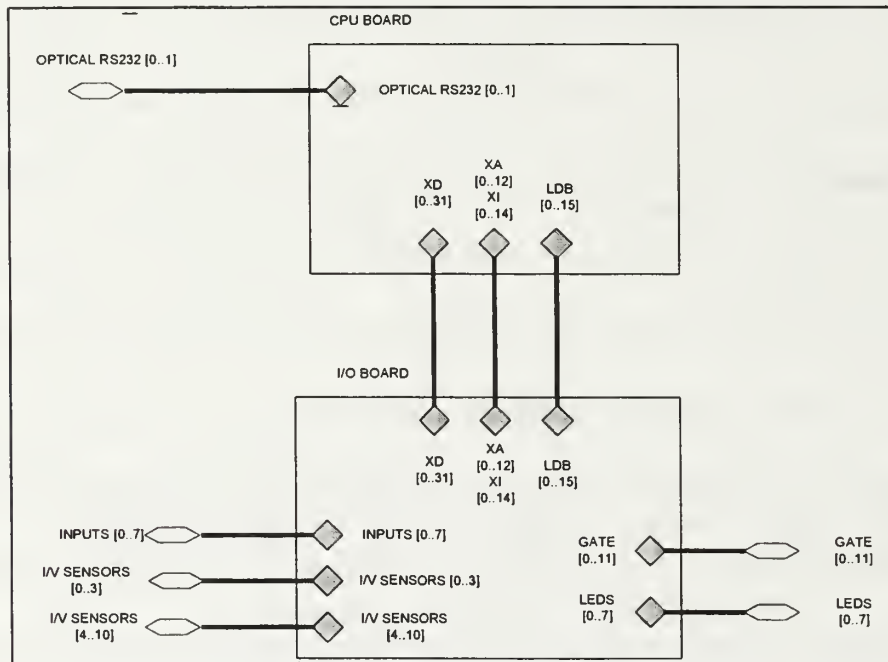 CPU BOARD
OPTICAL RS232 [0..1]
OPTICAL RS232 [0..1]
XD
[0..31]
XA
[0..12]
XI
[0..14]
LDB
[0..15]
I/O BOARD
XD
[0..31]
XA
[0..12]
XI
[0..14]
LDB
[0..15]
INPUTS [0..7]
INPUTS [0..7]
I/V SENSORS
[0..3]
I/V SENSORS [0..3]
I/V SENSORS
[4..10]
I/V SENSORS
[4..10]
GATE
[0..11]
GATE
[0..11]
LEDS
[0..7]
LEDS
[0..7]